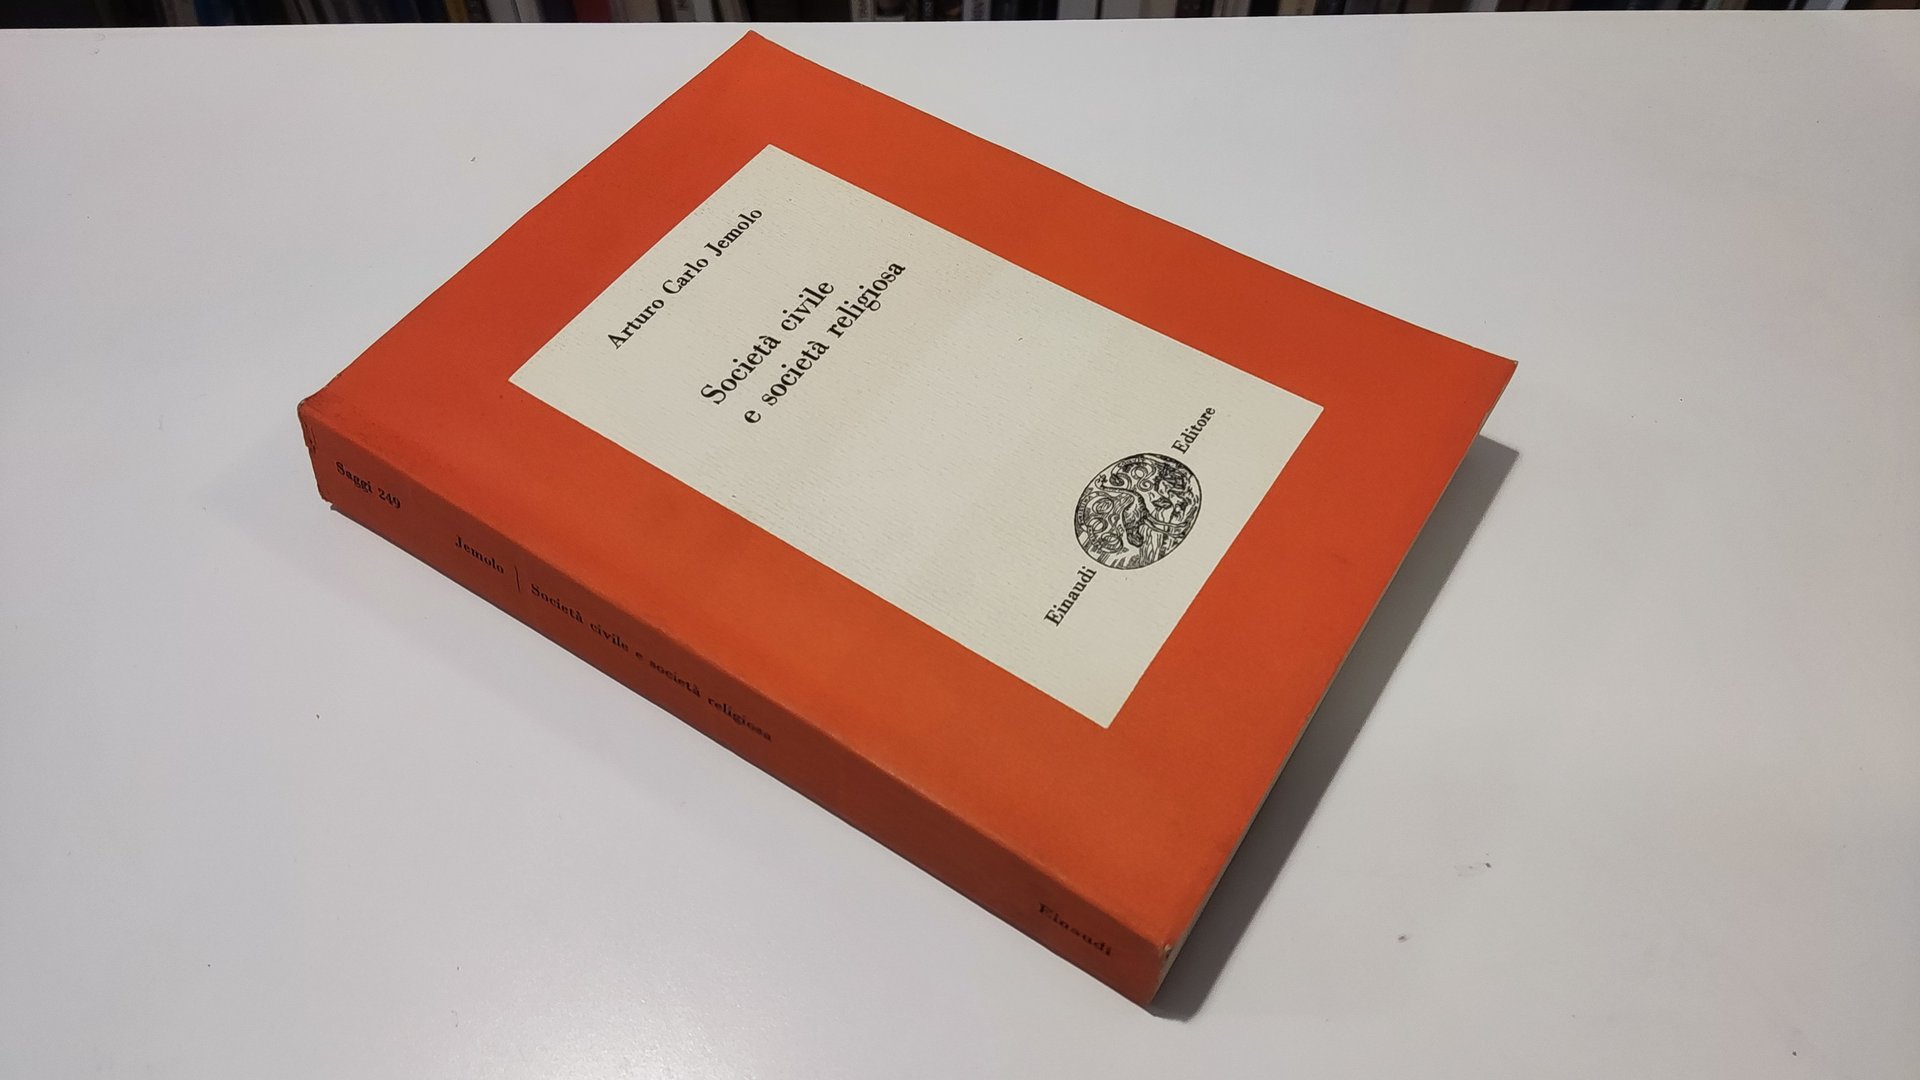 Arturo Carlo Jemolo
Società civile
e società religiosa
Einaudi Editore
Saggi 249
Jemolo | Società civile e società religiosa
Einaudi